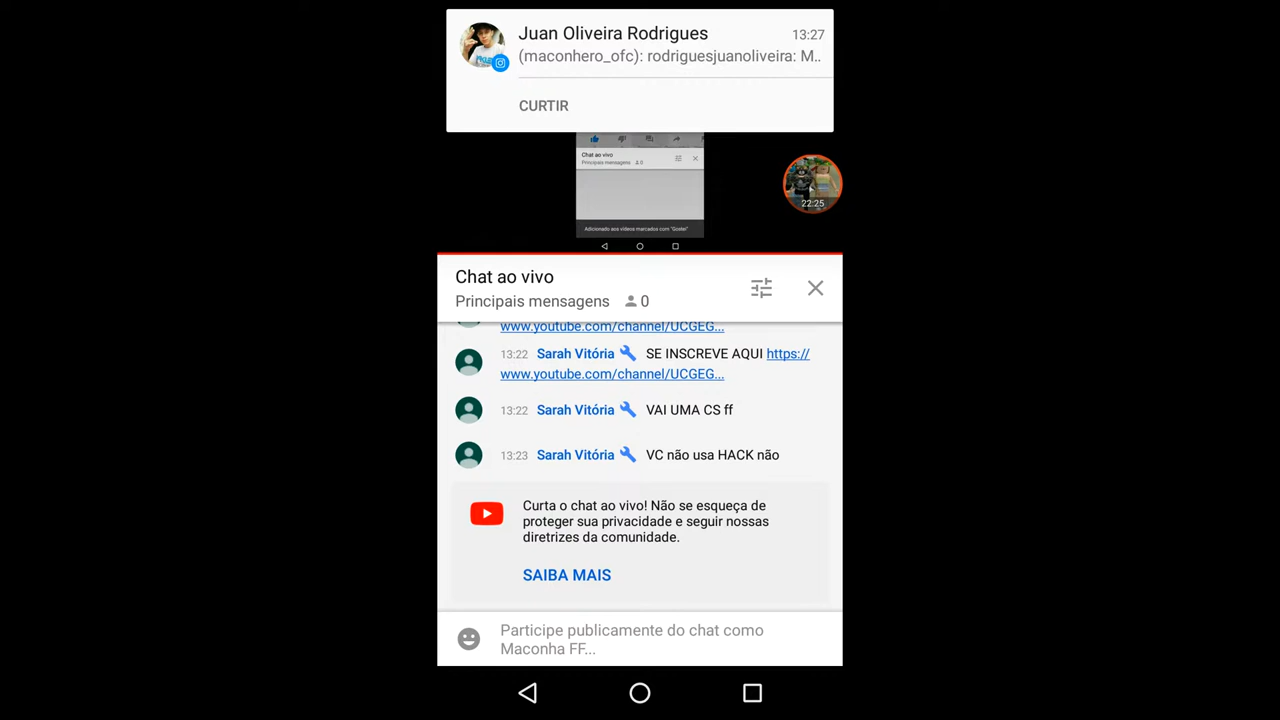 Juan Oliveira Rodrigues 13:27
(maconhero_ofc): rodriguesjuanoliveira: M..
CURTIR
Chat ao vivo
Principais mensagens 0
Adicionado aos vídeos marcados com "Gostei"
22:25
Chat ao vivo
Principais mensagens 0
www.youtube.com/channel/UCGEG...
13:22 Sarah Vitória SE INSCREVE AQUI https://
www.youtube.com/channel/UCGEG...
13:22 Sarah Vitória VAI UMA CS ff
13:23 Sarah Vitória VC não usa HACK não
Curta o chat ao vivo! Não se esqueça de
proteger sua privacidade e seguir nossas
diretrizes da comunidade.
SAIBA MAIS
Participe publicamente do chat como
Maconha FF...